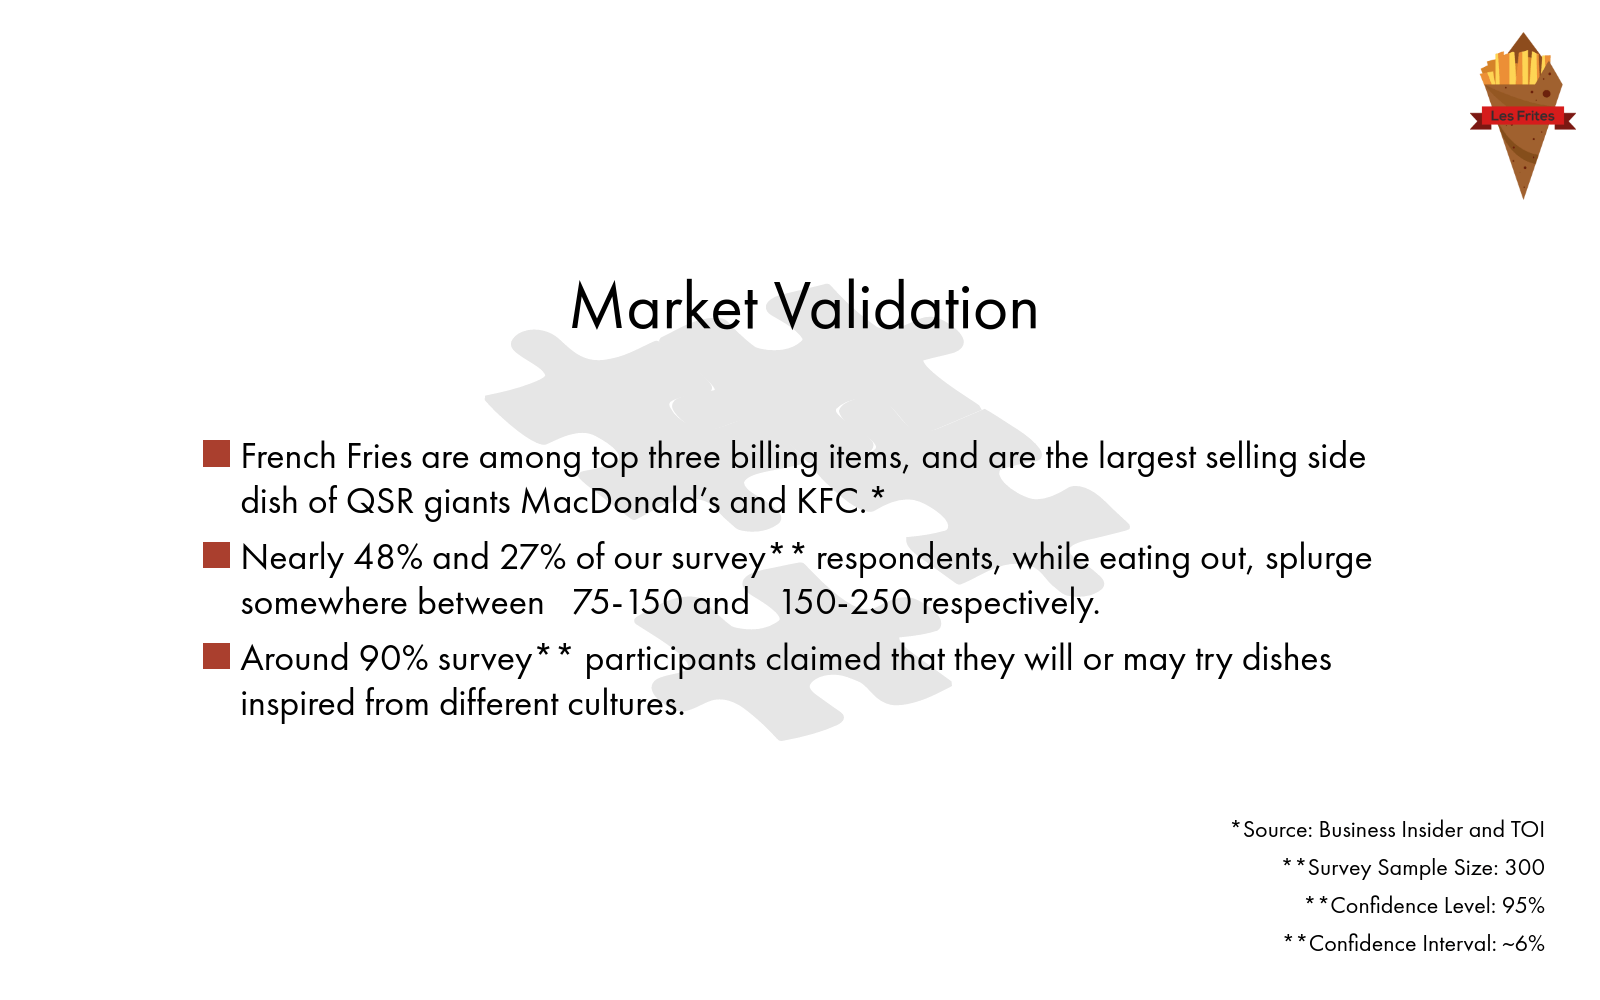 Les Frites
Market Validation
French Fries are among top three billing items, and are the largest selling side
dish of QSR giants MacDonald’s and KFC.*
Nearly 48% and 27% of our survey** respondents, while eating out, splurge
somewhere between 75-150 and 150-250 respectively.
Around 90% survey** participants claimed that they will or may try dishes
inspired from different cultures.
*Source: Business Insider and TOI
**Survey Sample Size: 300
**Confidence Level: 95%
**Confidence Interval: ~6%